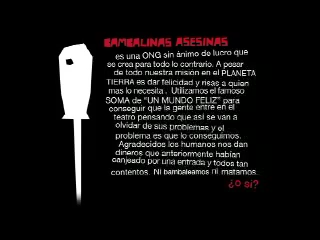 BAMBALINAS ASESINAS
es una ONG sin ánimo de lucro que
se crea para todo lo contrario. A pesar
de todo nuestra misión en el PLANETA
TIERRA es dar felicidad y risas a quien
mas lo necesita . Utilizamos el famoso
SOMA de "UN MUNDO FELIZ" para
conseguir que la gente entre en el
teatro pensando que asi se van a
olvidar de sus problemas y el
problema es que lo conseguimos.
Agradecidos los humanos nos dan
dineros que anteriormente habían
canjeado por una entrada y todos tan
contentos. Ni bambaleamos ni matamos.
¿o si?